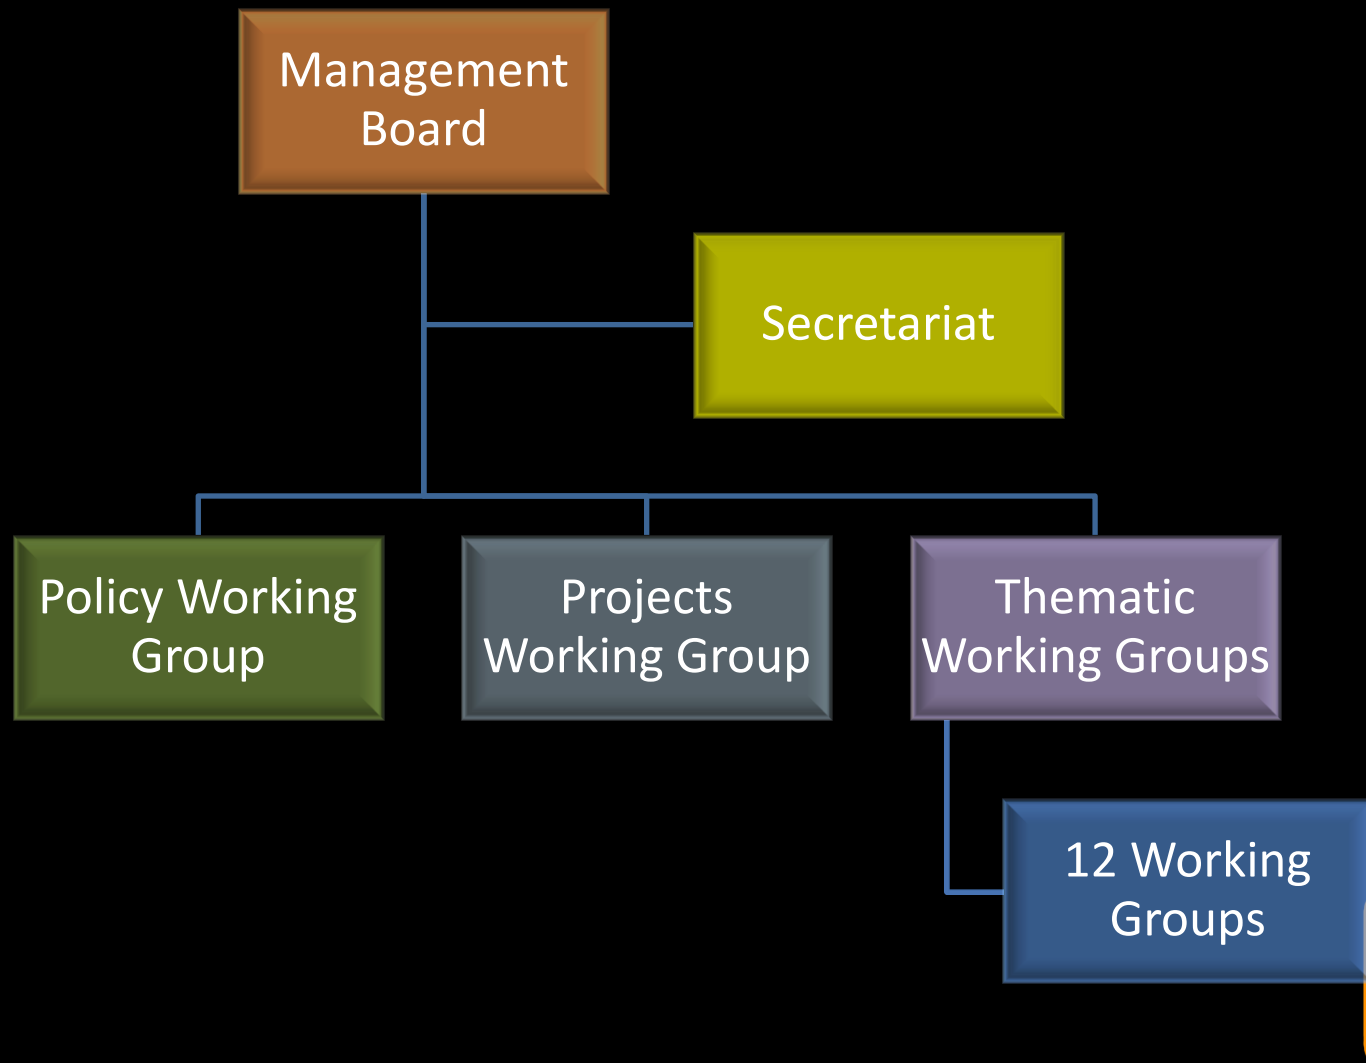 Management
Board
Secretariat
Policy Working
Group
Projects
Working Group
Thematic
Working Groups
12 Working
Groups